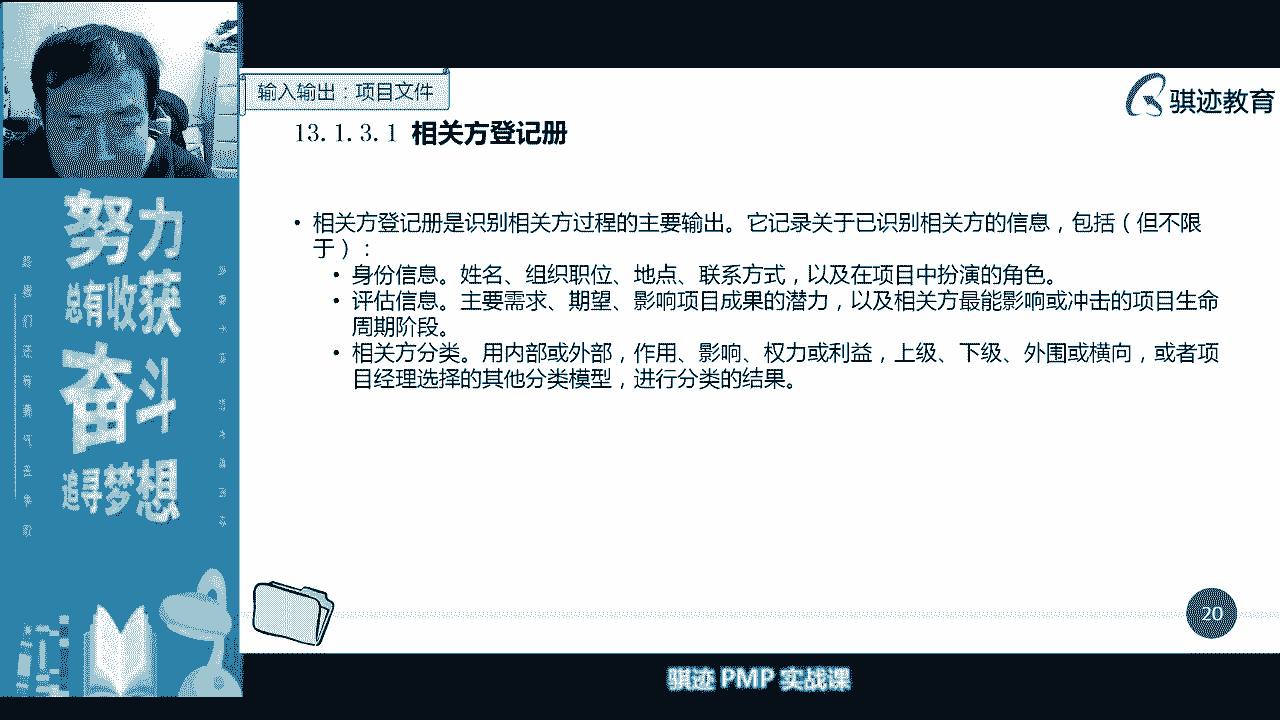 输入输出：项目文件
骐迹教育
13.1.3.1 相关方登记册
• 相关方登记册是识别相关方过程的主要输出。它记录关于已识别相关方的信息，包括（但不限
于）：
• 身份信息。姓名、组织职位、地点、联系方式，以及在项目中扮演的角色。
• 评估信息。主要需求、期望、影响项目成果的潜力，以及相关方最能影响或冲击的项目生命
周期阶段。
• 相关方分类。用内部或外部，作用、影响、权力或利益，上级、下级、外围或横向，或者项
目经理选择的其他分类模型，进行分类的结果。
努力
总有收获
奋斗
追寻梦想
20
骐迹 PMP 实战课